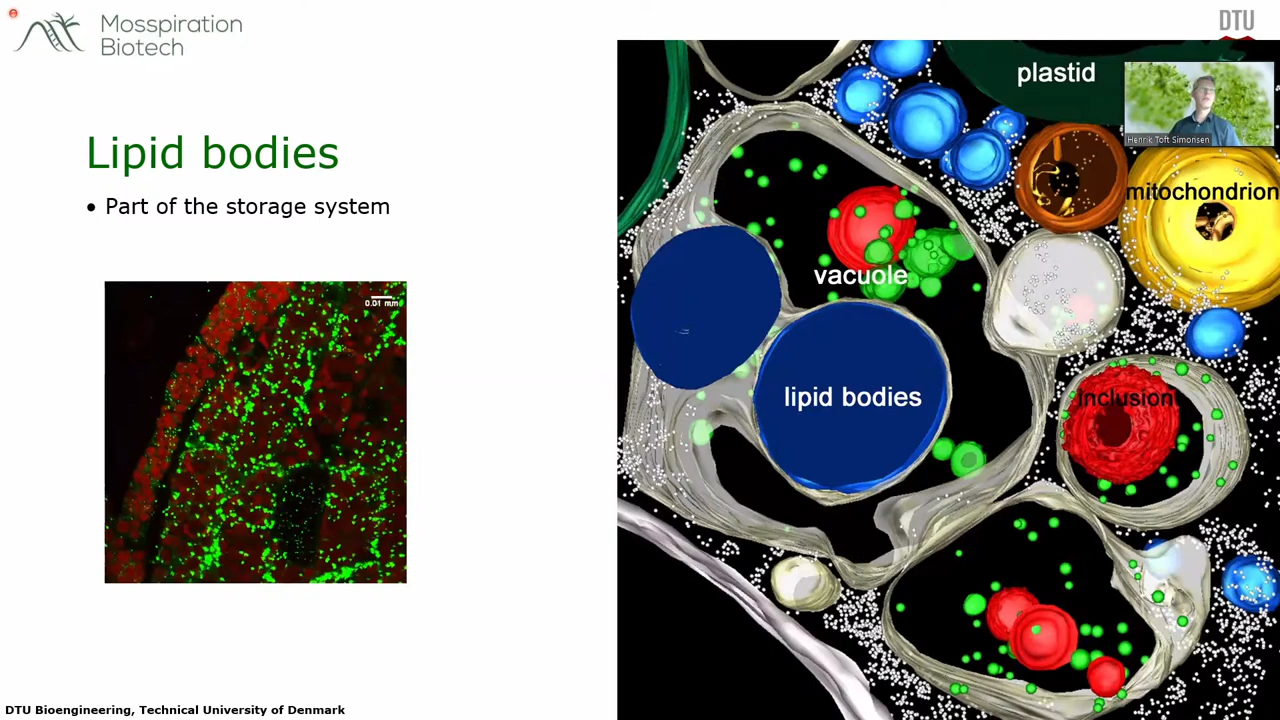 Mosspiration
Biotech
DTU
Lipid bodies
• Part of the storage system
0.01 mm
plastid
Henrik Toft Simonsen
mitochondrion
vacuole
lipid bodies
Inclusion
DTU Bioengineering, Technical University of Denmark